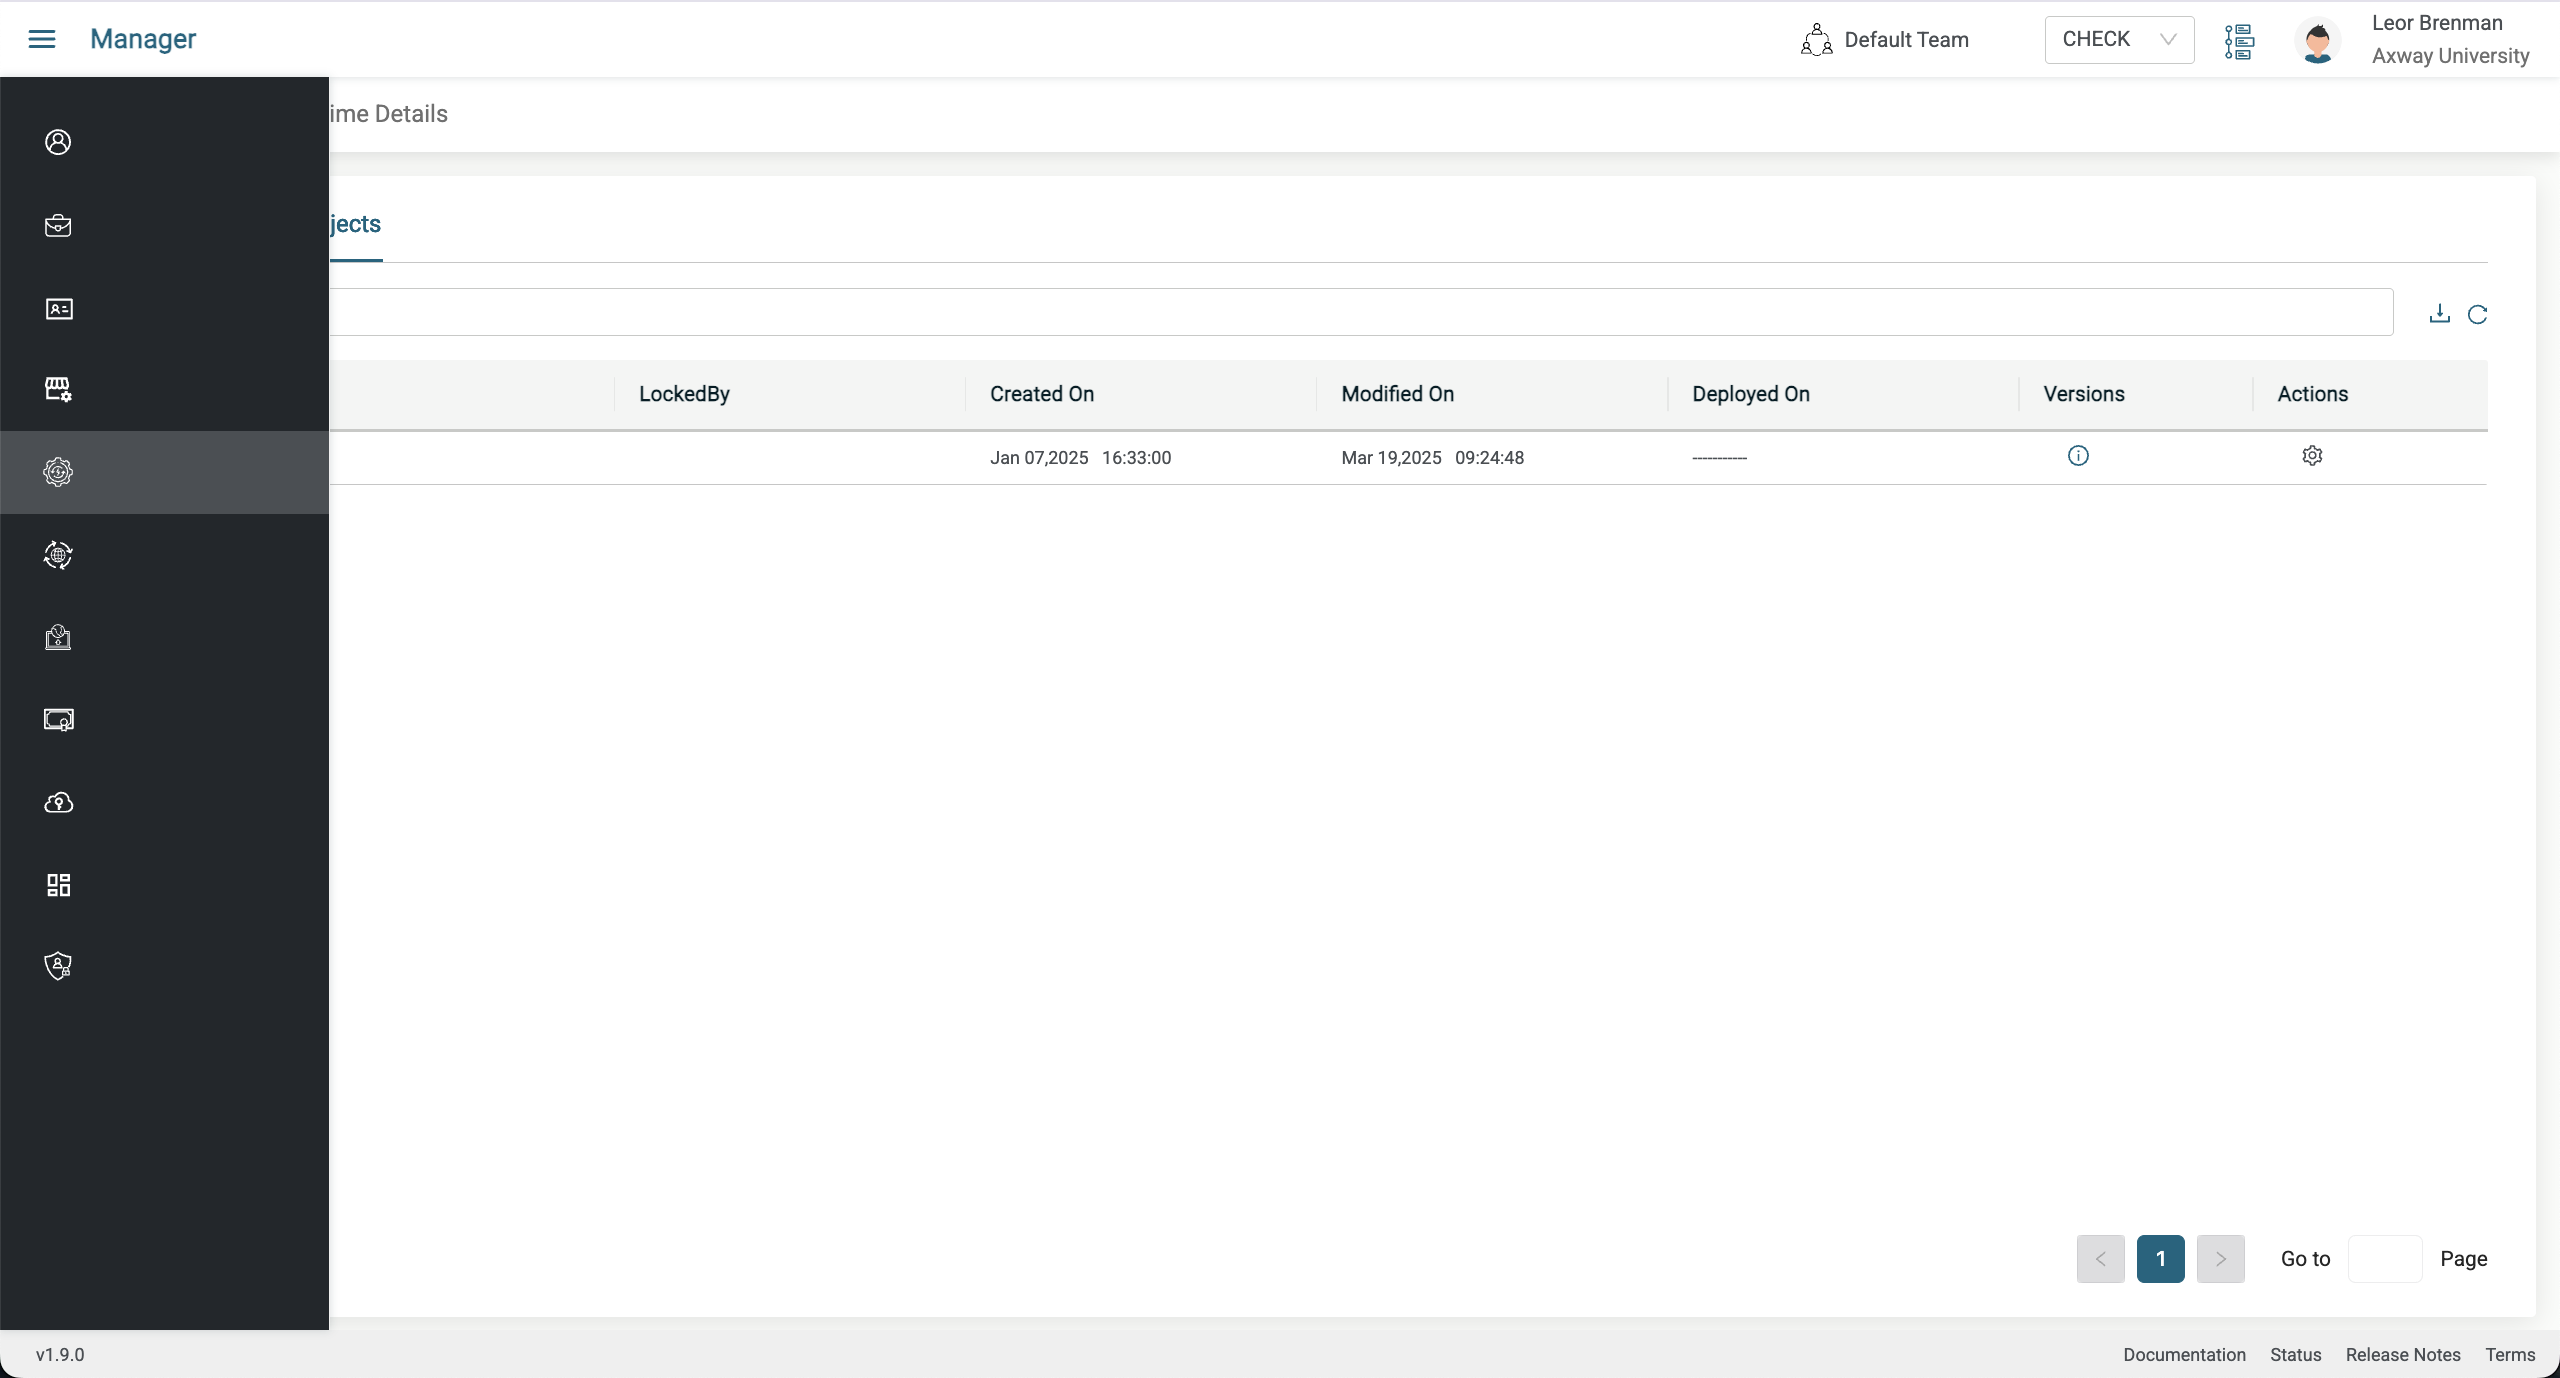 Manager
Default Team
CHECK
Leor Brenman
Axway University
ime Details
jects
LockedBy
Created On
Modified On
Deployed On
Versions
Actions
Jan 07,2025 16:33:00
Mar 19,2025 09:24:48
-----------
1
Go to
Page
v1.9.0
Documentation
Status
Release Notes
Terms